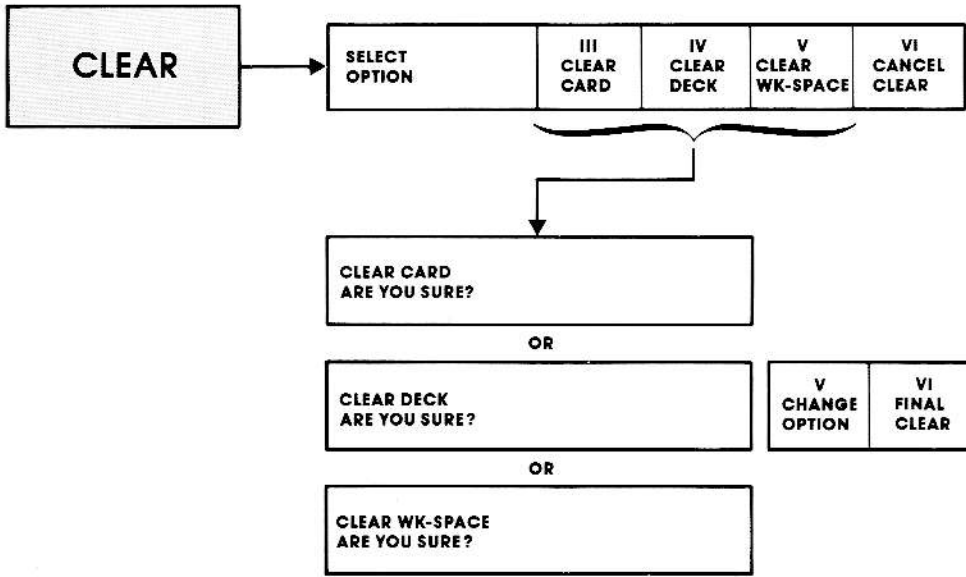 CLEAR
SELECT
OPTION
III
CLEAR
CARD
IV
CLEAR
DECK
V
CLEAR
WK-SPACE
VI
CANCEL
CLEAR
CLEAR CARD
ARE YOU SURE?
OR
CLEAR DECK
ARE YOU SURE?
V
CHANGE
OPTION
VI
FINAL
CLEAR
OR
CLEAR WK-SPACE
ARE YOU SURE?